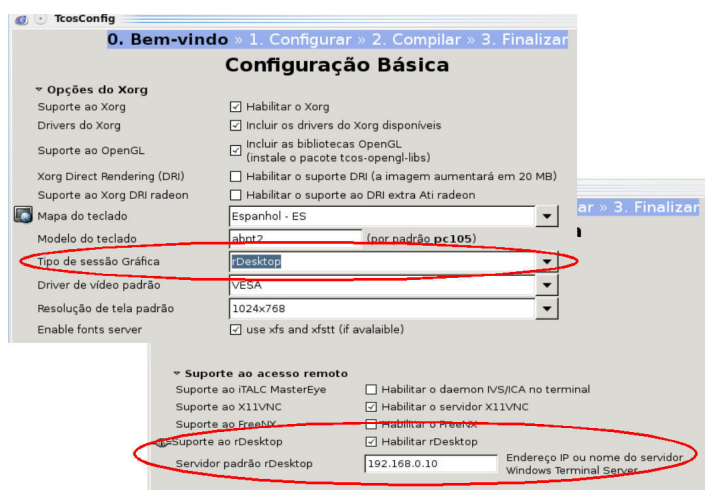 TcosConfig
0. Bem-vindo » 1. Configurar » 2. Compilar » 3. Finalizar
Configuração Básica
Opções do Xorg
Suporte ao Xorg Habilitar o Xorg
Drivers do Xorg Incluir os drivers do Xorg disponíveis
Suporte ao OpenGL Incluir as bibliotecas OpenGL
(instale o pacote tcos-opengl-libs)
Xorg Direct Rendering (DRI) Habilitar o suporte DRI (a imagem aumentará em 20 MB)
Suporte ao Xorg DRI radeon Habilitar o suporte ao DRI extra Ati radeon
Mapa do teclado Espanhol - ES
Modelo do teclado abnt2 (por padrão pc105)
Tipo de sessão Gráfica rDesktop
Driver de vídeo padrão VESA
Resolução de tela padrão 1024x768
Enable fonts server use xfs and xfstt (if avalaible)
ar » 3. Finalizar
Suporte ao acesso remoto
Suporte ao iTALC MasterEye Habilitar o daemon IVS/ICA no terminal
Suporte ao X11VNC Habilitar o servidor X11VNC
Suporte ao FreeNX Habilitar o FreeNX
Suporte ao rDesktop Habilitar rDesktop
Servidor padrão rDesktop 192.168.0.10 Endereço IP ou nome do servidor
Windows Terminal Server